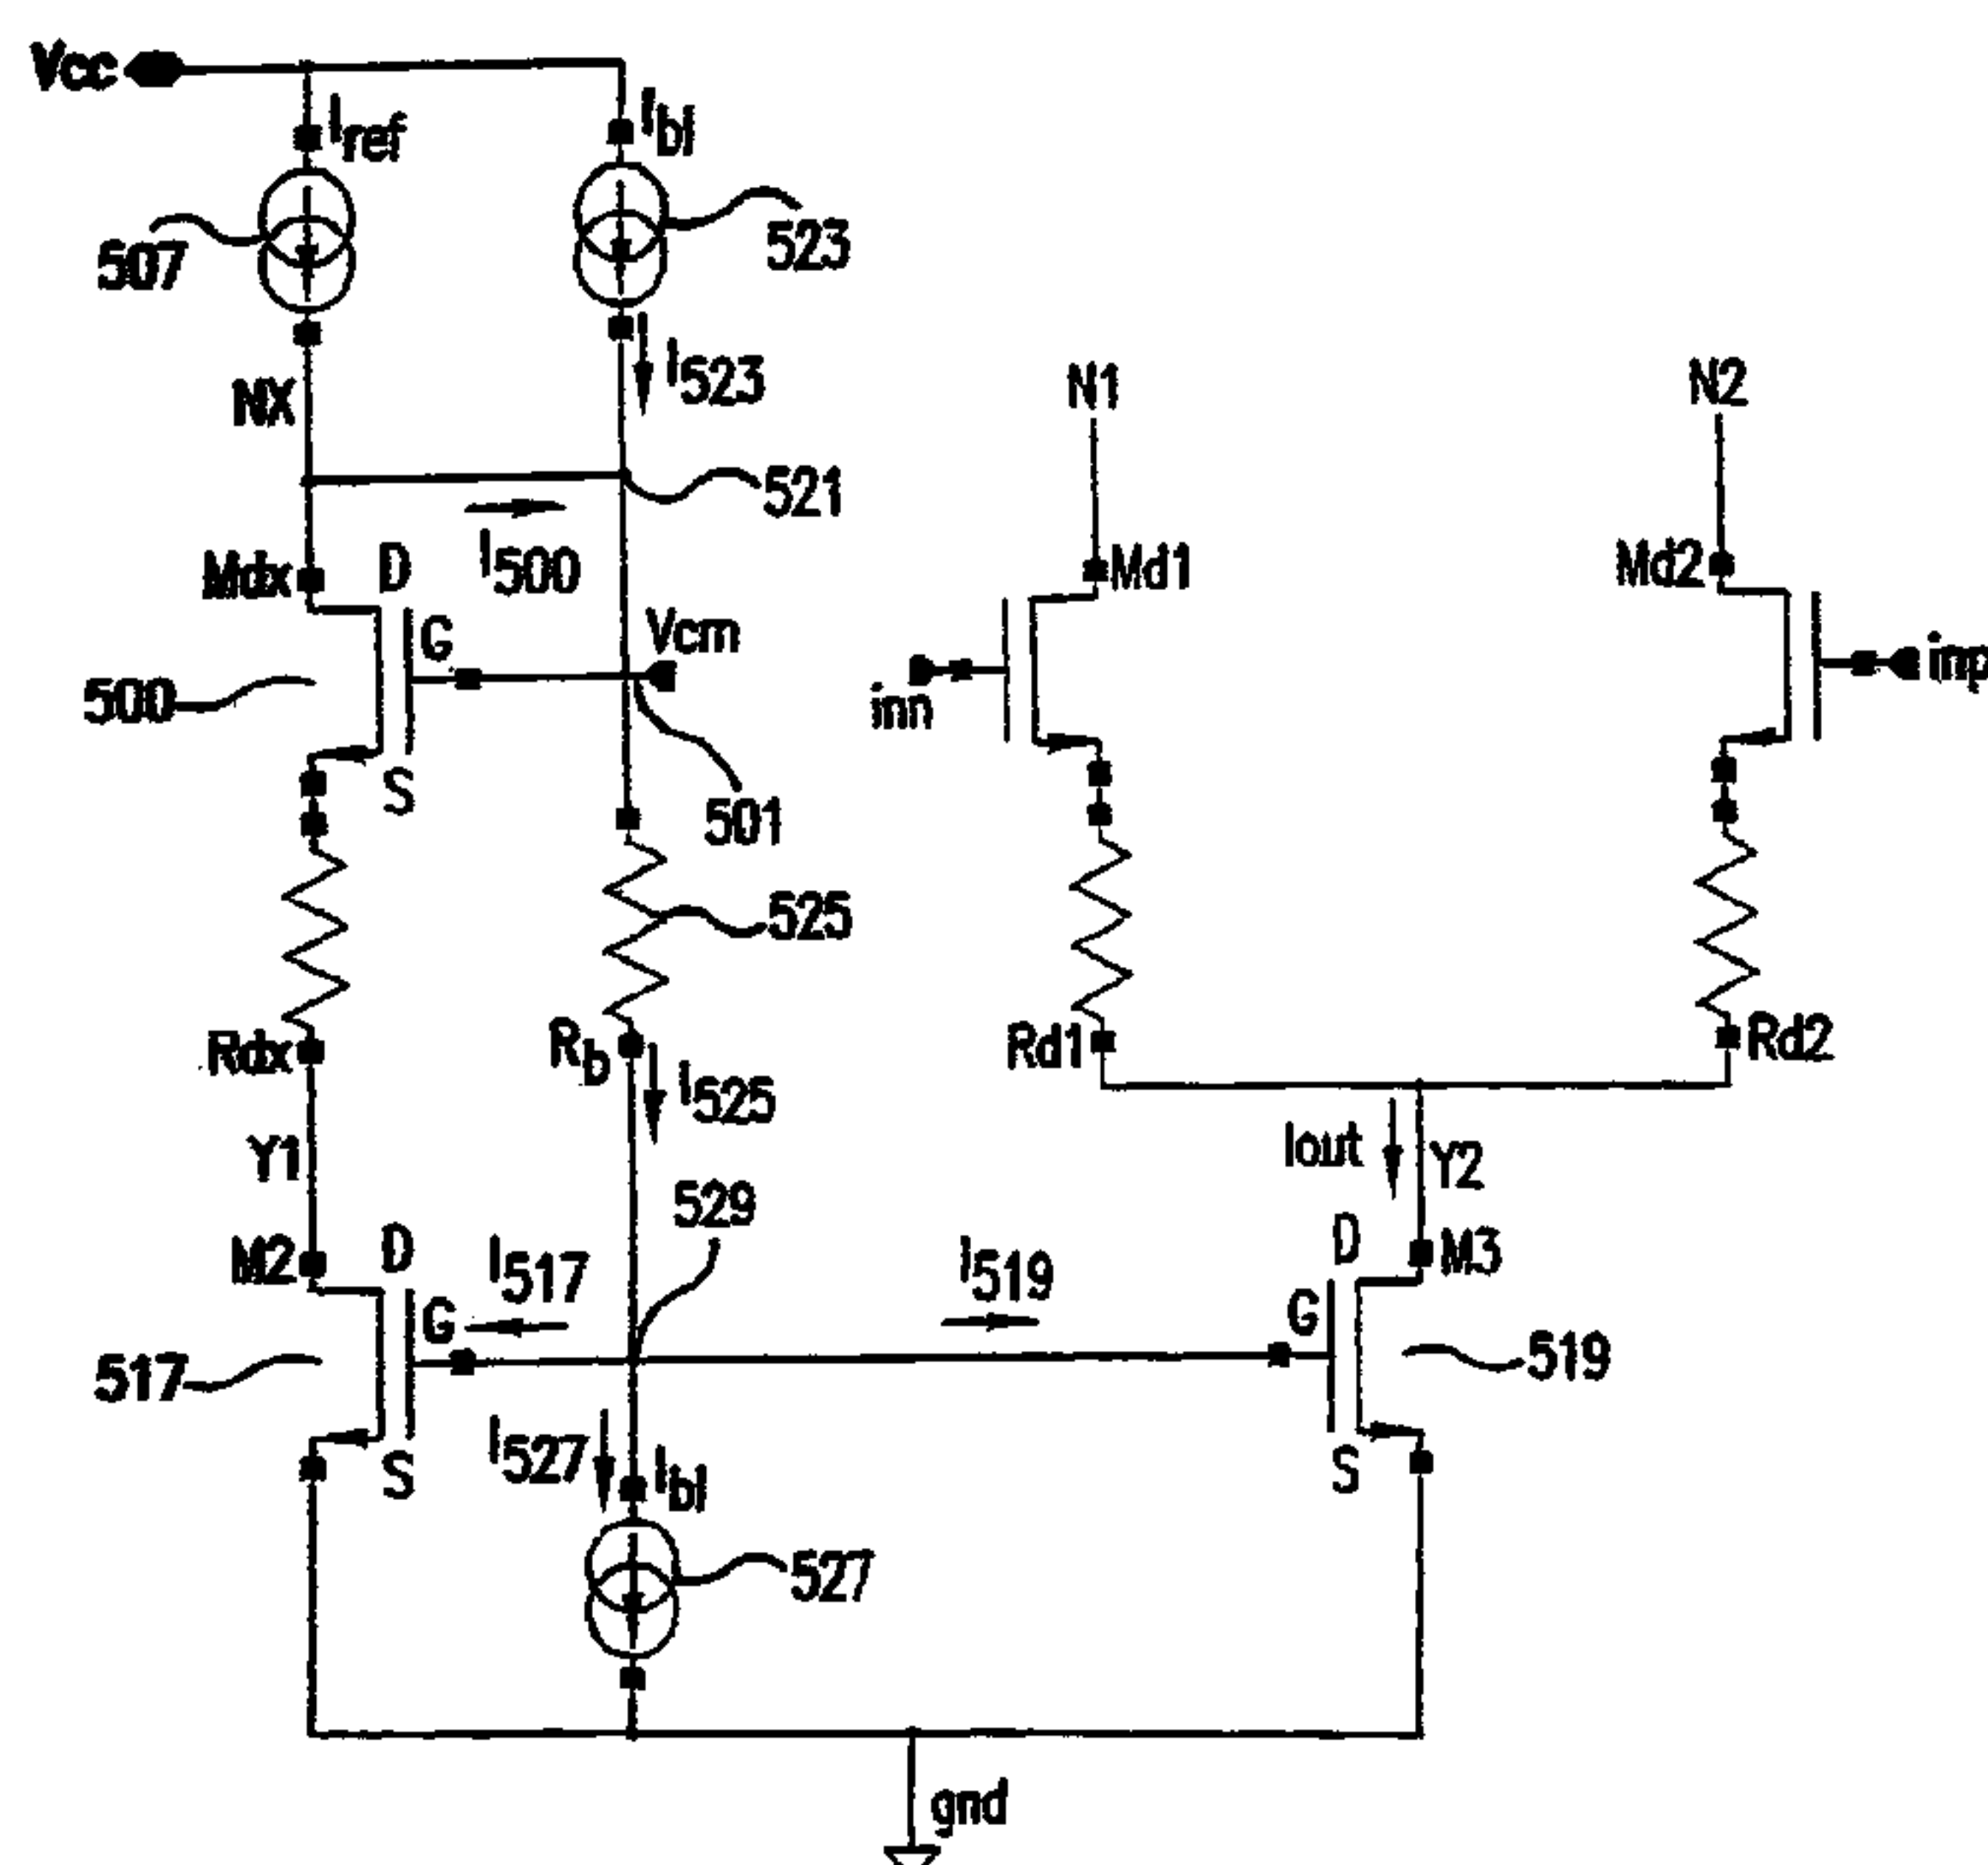 Vcc
Iref
Ibl
507
523
I523
NX
N1
N2
521
I500
Mdx
D
Md1
Md2
G
Vcm
500
inn
inp
S
501
525
Rdx
Rb
I525
Rd1
Rd2
Y1
Iout
Y2
529
M2
D
I517
I519
D
M3
G
G
517
519
I527
Ibl
S
S
527
gnd